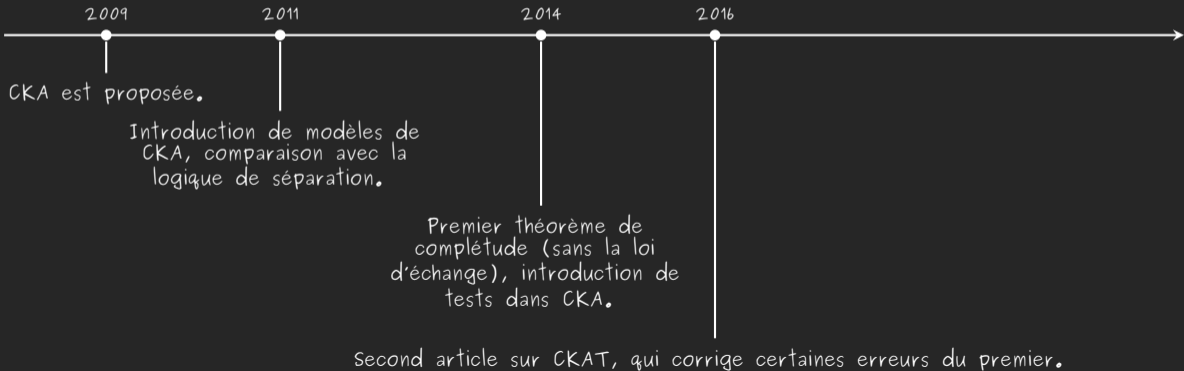 2009
2011
2014
2016
CKA est proposée.
Introduction de modèles de
CKA, comparaison avec la
logique de séparation.
Premier théorème de
complétude (sans la loi
d'échange), introduction de
tests dans CKA.
Second article sur CKAT, qui corrige certaines erreurs du premier.